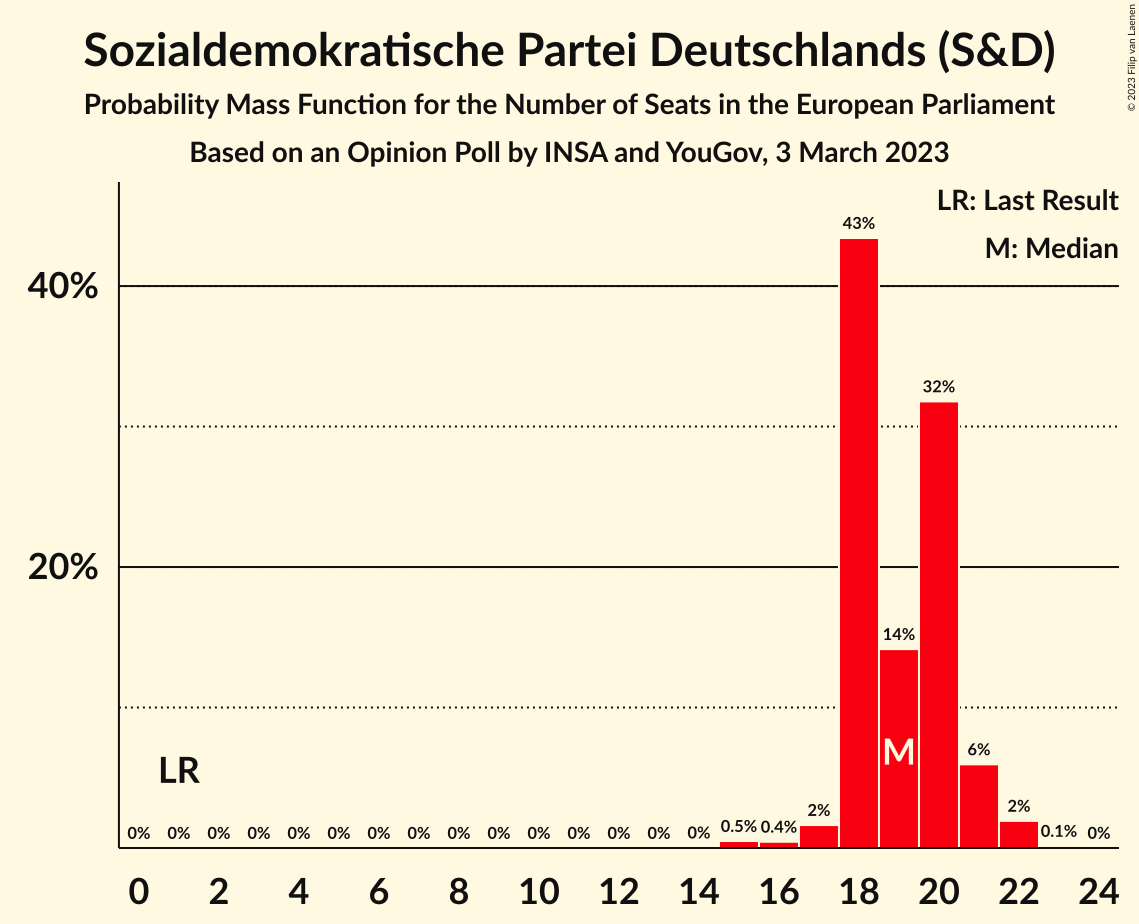 Sozialdemokratische Partei Deutschlands (S&D)
Probability Mass Function for the Number of Seats in the European Parliament
Based on an Opinion Poll by INSA and YouGov, 3 March 2023
© 2023 Filip van Laenen
LR: Last Result
M: Median
43%
40%
32%
20%
14%
M
6%
LR
2%
2%
0% 0% 0% 0% 0% 0% 0% 0% 0% 0% 0% 0% 0% 0% 0% 0.5% 0.4% 0.1% 0%
0 2 4 6 8 10 12 14 16 18 20 22 24